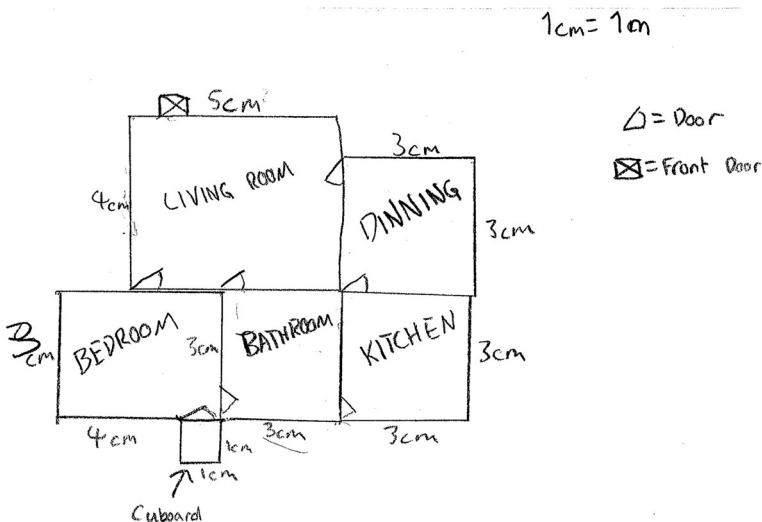 1cm = 1m
= Door
= Front Door
5cm
3cm
4cm
LIVING ROOM
DINNING
3cm
3cm
BEDROOM
3cm
BATHROOM
KITCHEN
3cm
4cm
3cm
3cm
1cm
1cm
Cuboard